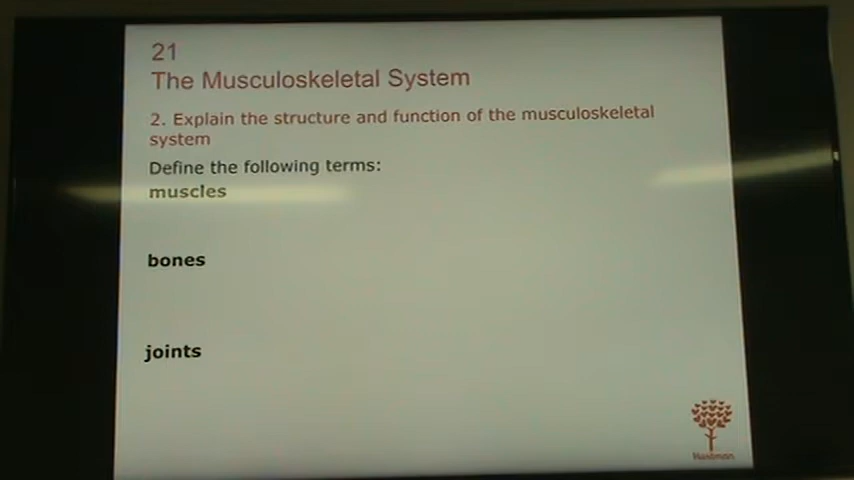 21
The Musculoskeletal System
2. Explain the structure and function of the musculoskeletal
system
Define the following terms:
muscles
bones
joints
Hartman